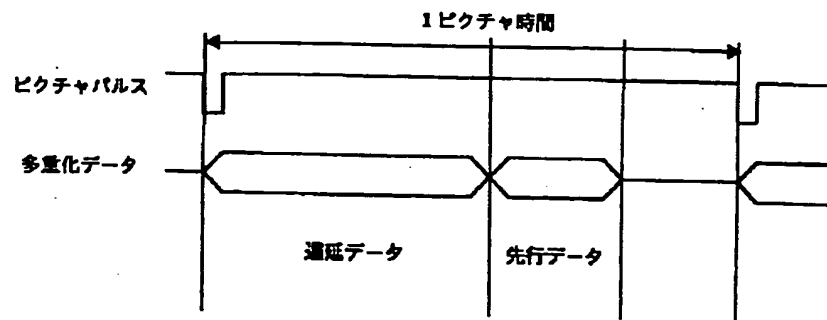 1ピクチャ時間
ピクチャパルス
多重化データ
遅延データ
先行データ